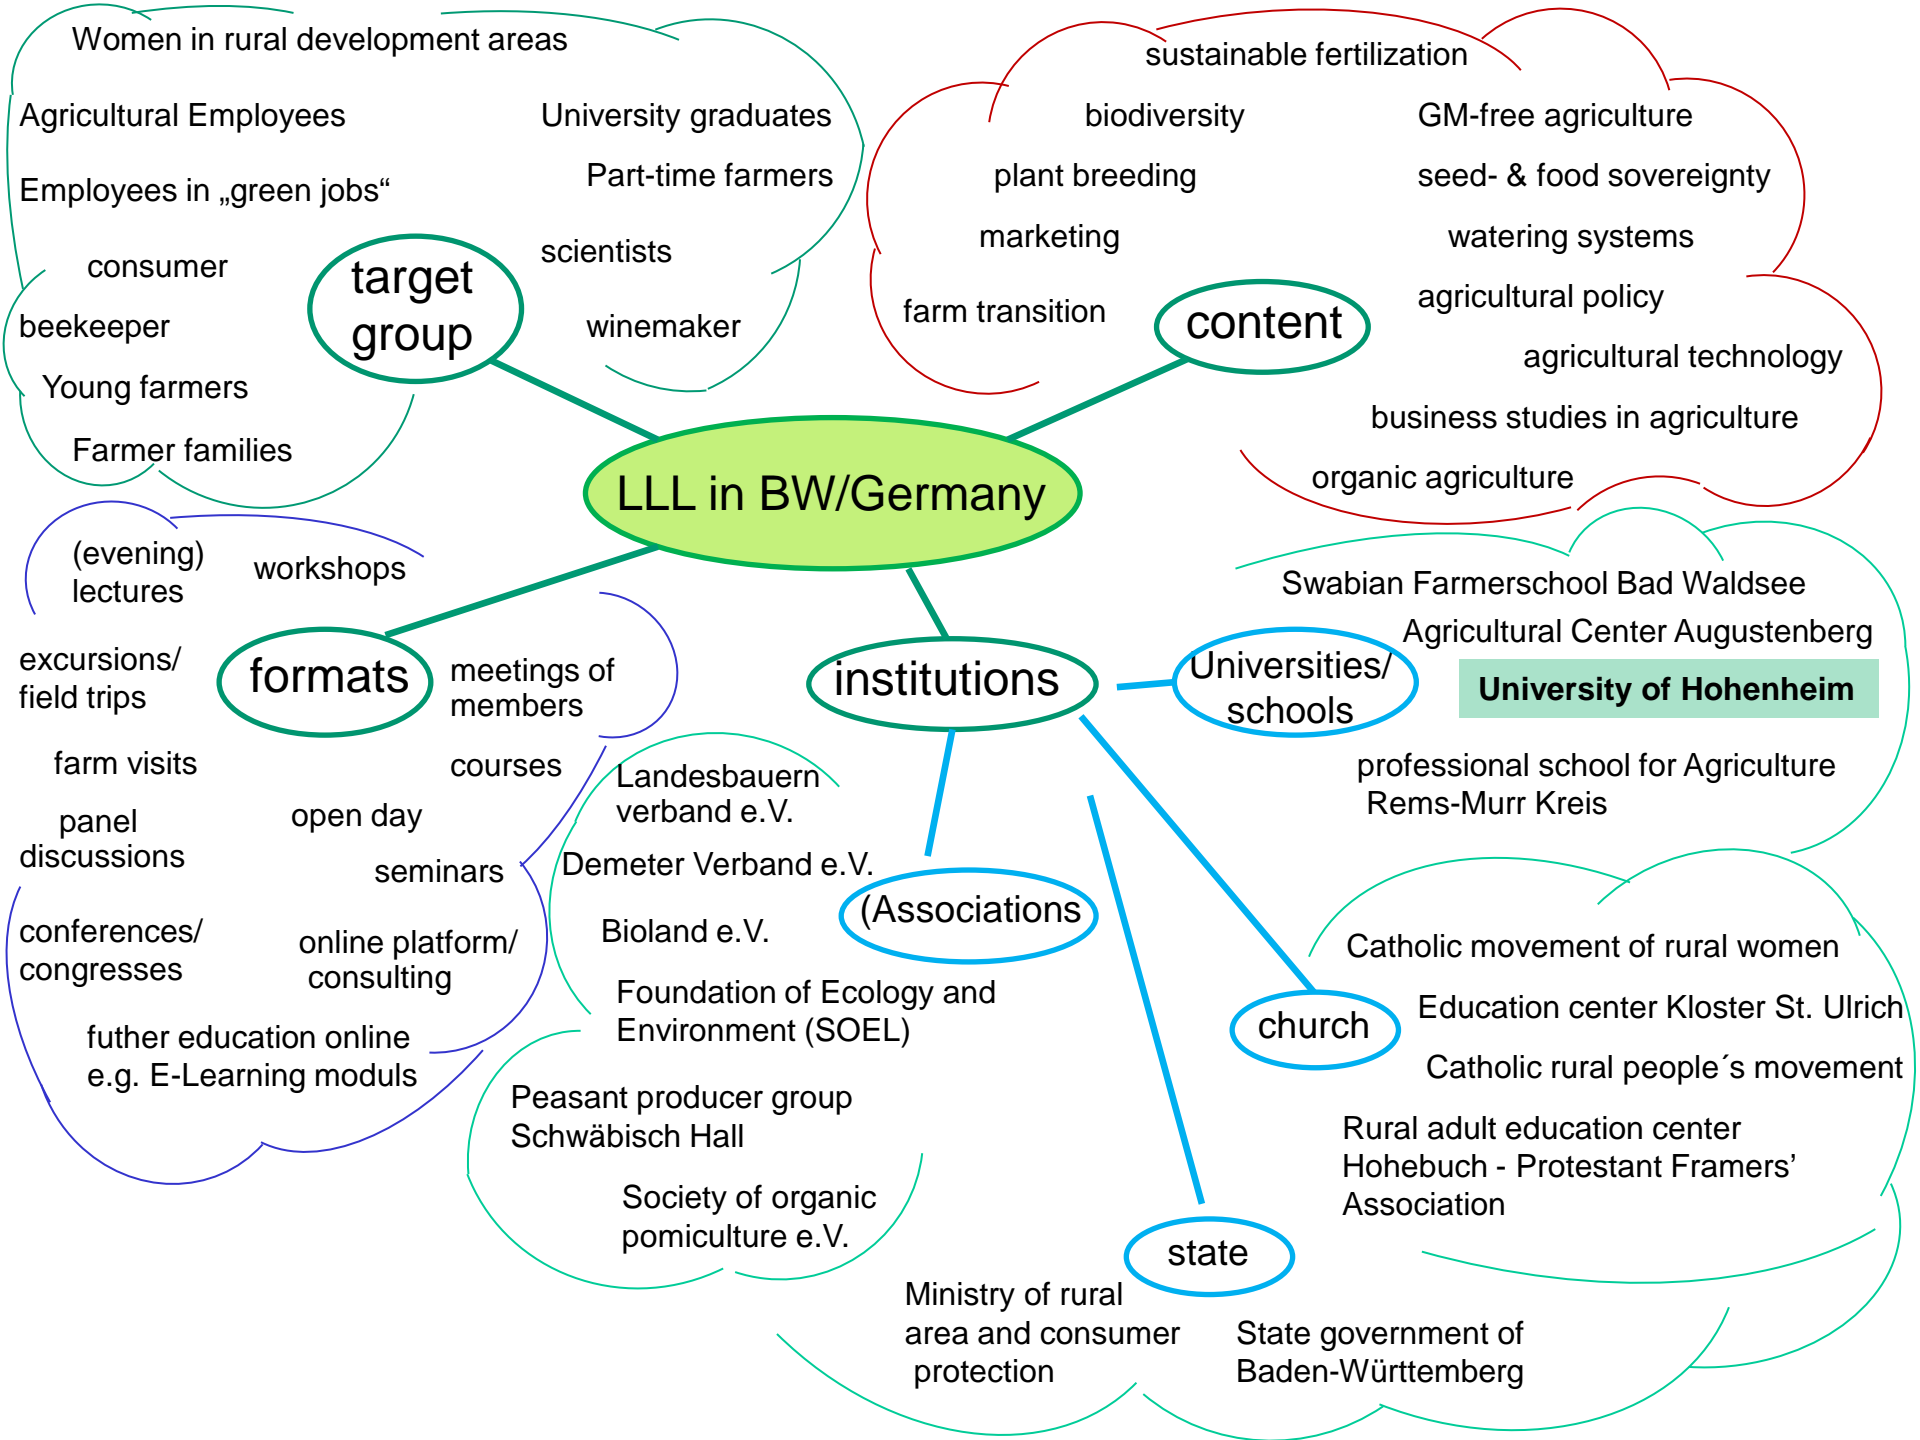 Women in rural development areas
Agricultural Employees
University graduates
Employees in „green jobs“
Part-time farmers
scientists
consumer
target
group
beekeeper
winemaker
Young farmers
Farmer families
sustainable fertilization
biodiversity
GM-free agriculture
plant breeding
seed- & food sovereignty
marketing
watering systems
farm transition
content
agricultural policy
agricultural technology
business studies in agriculture
organic agriculture
LLL in BW/Germany
(evening)
lectures
workshops
excursions/
field trips
formats
meetings of
members
farm visits
courses
panel
discussions
open day
seminars
conferences/
congresses
online platform/
consulting
futher education online
e.g. E-Learning moduls
institutions
Universities/
schools
Swabian Farmerschool Bad Waldsee
Agricultural Center Augustenberg
University of Hohenheim
professional school for Agriculture
Rems-Murr Kreis
Landesbauern
verband e.V.
Demeter Verband e.V.
(Associations
Bioland e.V.
Foundation of Ecology and
Environment (SOEL)
Peasant producer group
Schwäbisch Hall
Society of organic
pomiculture e.V.
church
Catholic movement of rural women
Education center Kloster St. Ulrich
Catholic rural people´s movement
Rural adult education center
Hohebuch - Protestant Framers’
Association
state
Ministry of rural
area and consumer
protection
State government of
Baden-Württemberg